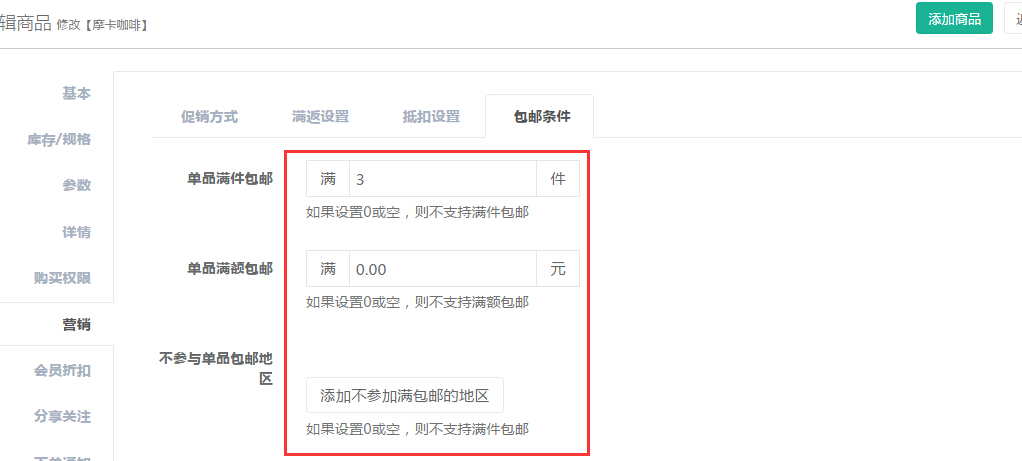 辑商品 修改【摩卡咖啡】
添加商品
基本
库存/规格
参数
详情
购买权限
营销
会员折扣
分享关注
促销方式 满返设置 抵扣设置 包邮条件
单品满件包邮 满 3 件
如果设置0或空，则不支持满件包邮
单品满额包邮 满 0.00 元
如果设置0或空，则不支持满额包邮
不参与单品包邮地
区
添加不参加满包邮的地区
如果设置0或空，则不支持满件包邮